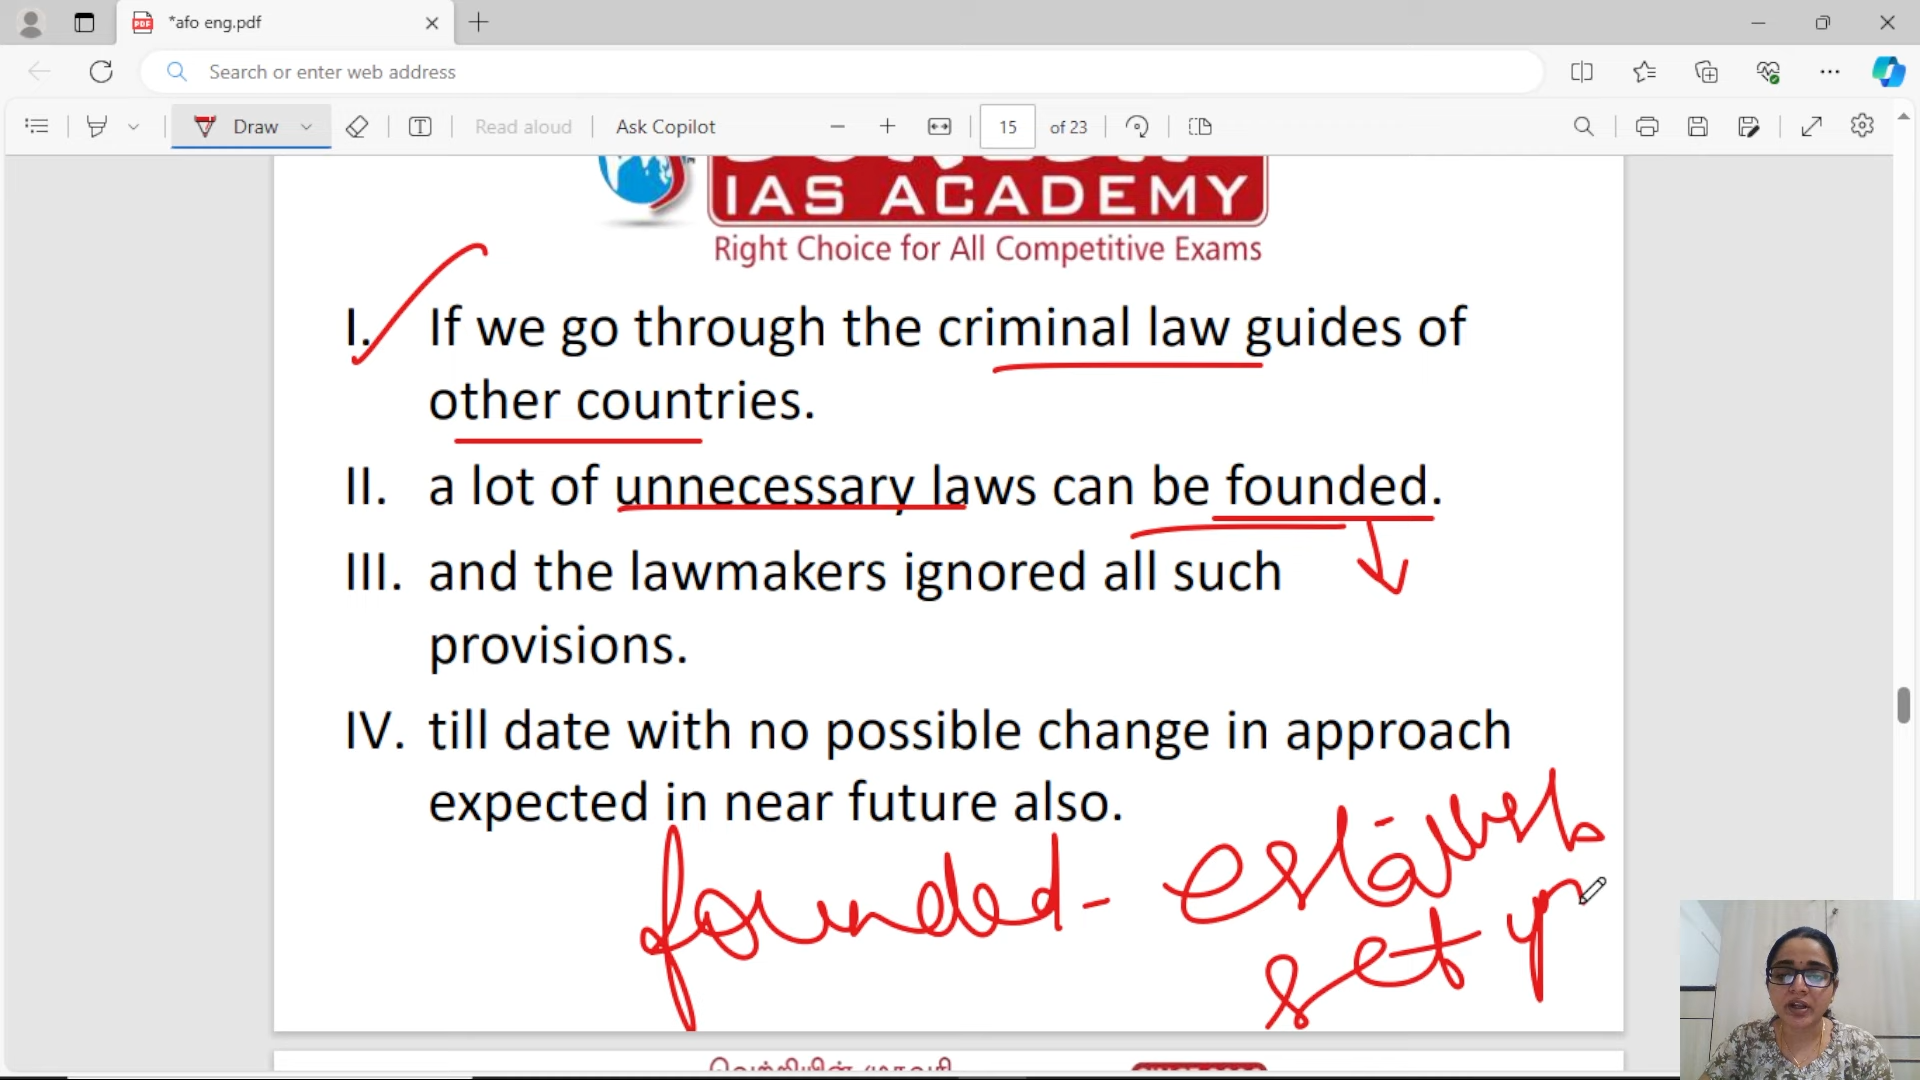 *afo eng.pdf
Search or enter web address
Draw
Read aloud
Ask Copilot
15
of 23
IAS ACADEMY
Right Choice for All Competitive Exams
I. If we go through the criminal law guides of
other countries.
II. a lot of unnecessary laws can be founded.
III. and the lawmakers ignored all such
provisions.
IV. till date with no possible change in approach
expected in near future also.
founded - establish
set up